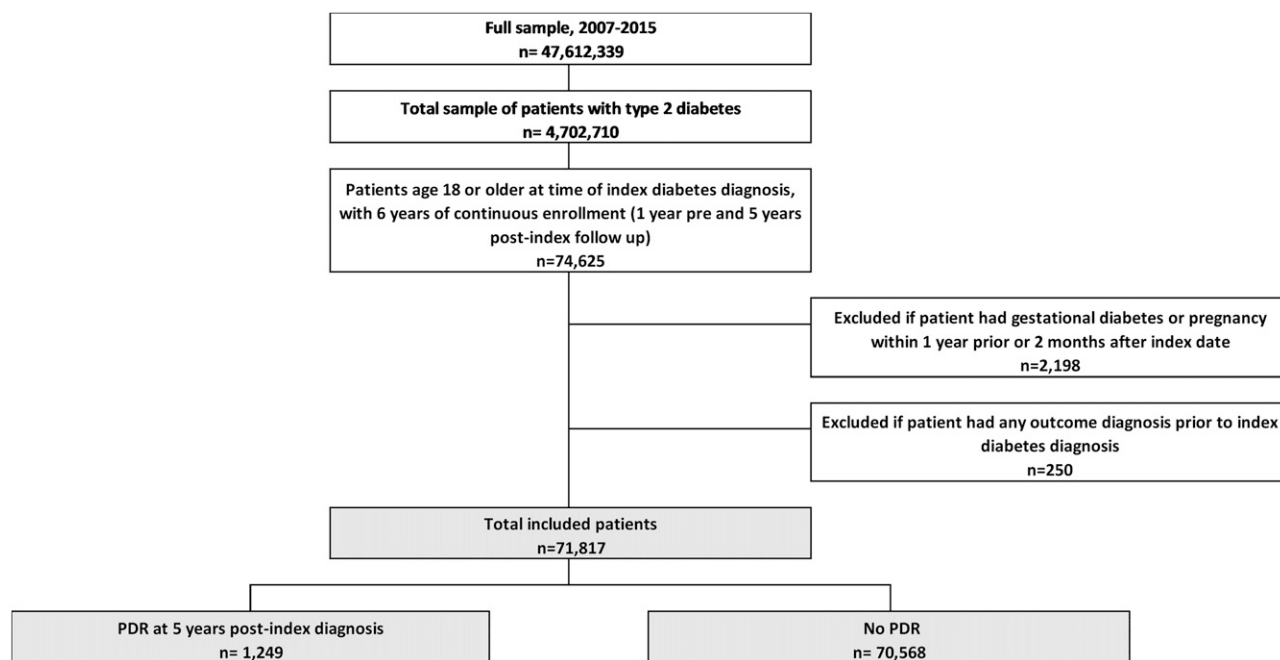 Full sample, 2007-2015
n= 47,612,339
Total sample of patients with type 2 diabetes
n= 4,702,710
Patients age 18 or older at time of index diabetes diagnosis,
with 6 years of continuous enrollment (1 year pre and 5 years
post-index follow up)
n=74,625
Excluded if patient had gestational diabetes or pregnancy
within 1 year prior or 2 months after index date
n=2,198
Excluded if patient had any outcome diagnosis prior to index
diabetes diagnosis
n=250
Total included patients
n=71,817
PDR at 5 years post-index diagnosis
n= 1,249
No PDR
n= 70,568